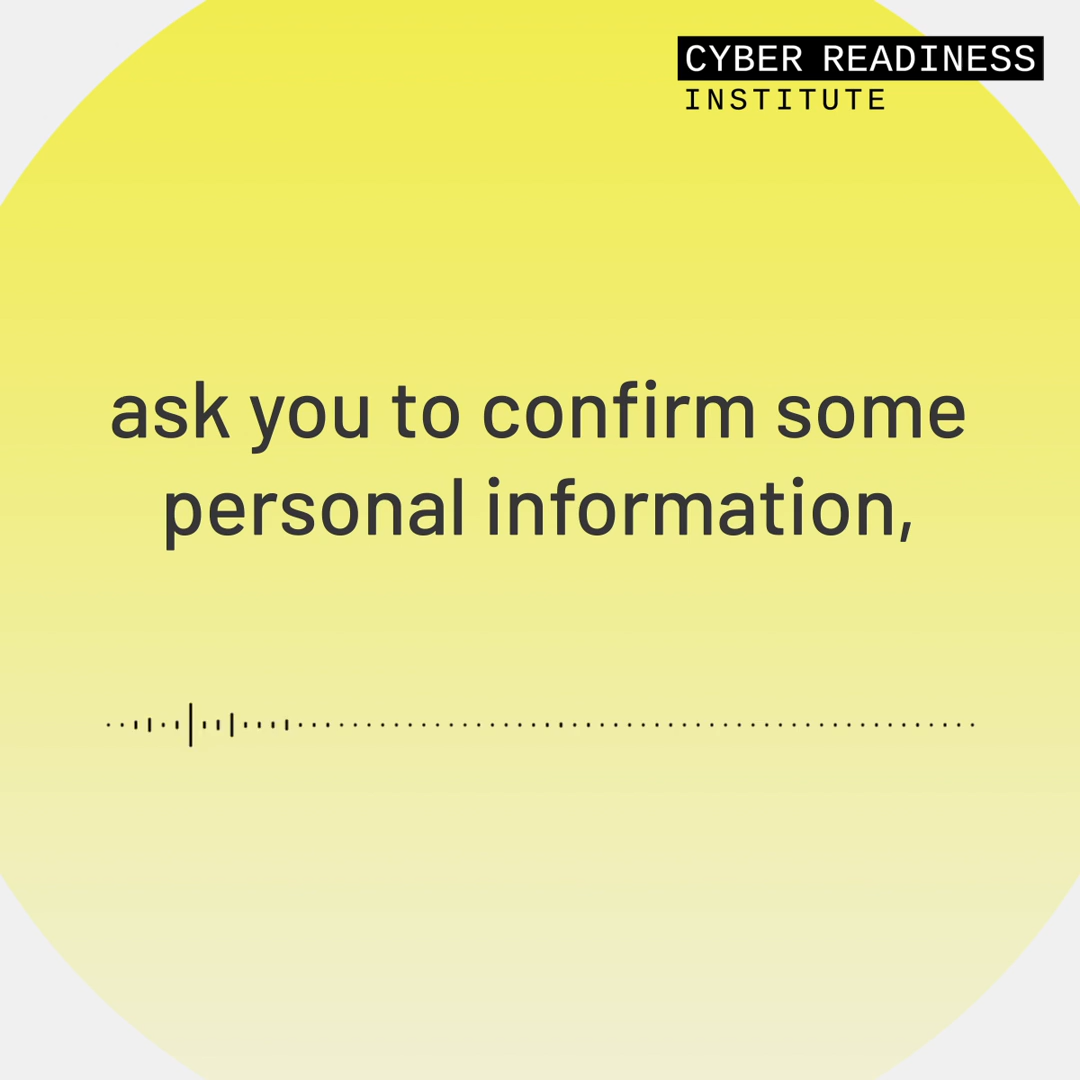 CYBER READINESS
INSTITUTE
ask you to confirm some
personal information,